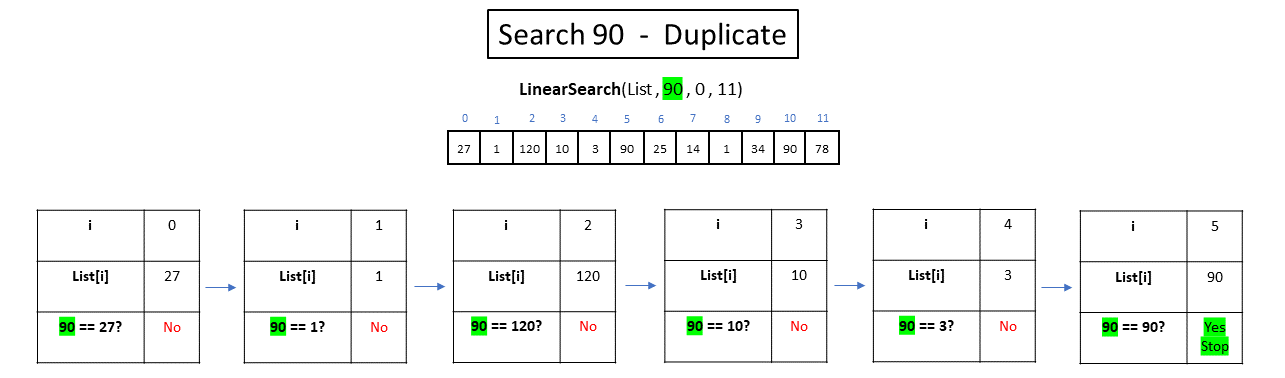 Search 90 - Duplicate
LinearSearch(List , 90 , 0 , 11)
0 1 2 3 4 5 6 7 8 9 10 11
27 1 120 10 3 90 25 14 1 34 90 78
i 0 i 1 i 2 i 3 i 4 i 5
List[i] 27 List[i] 1 List[i] 120 List[i] 10 List[i] 3 List[i] 90
90 == 27? No 90 == 1? No 90 == 120? No 90 == 10? No 90 == 3? No 90 == 90? Yes
Stop